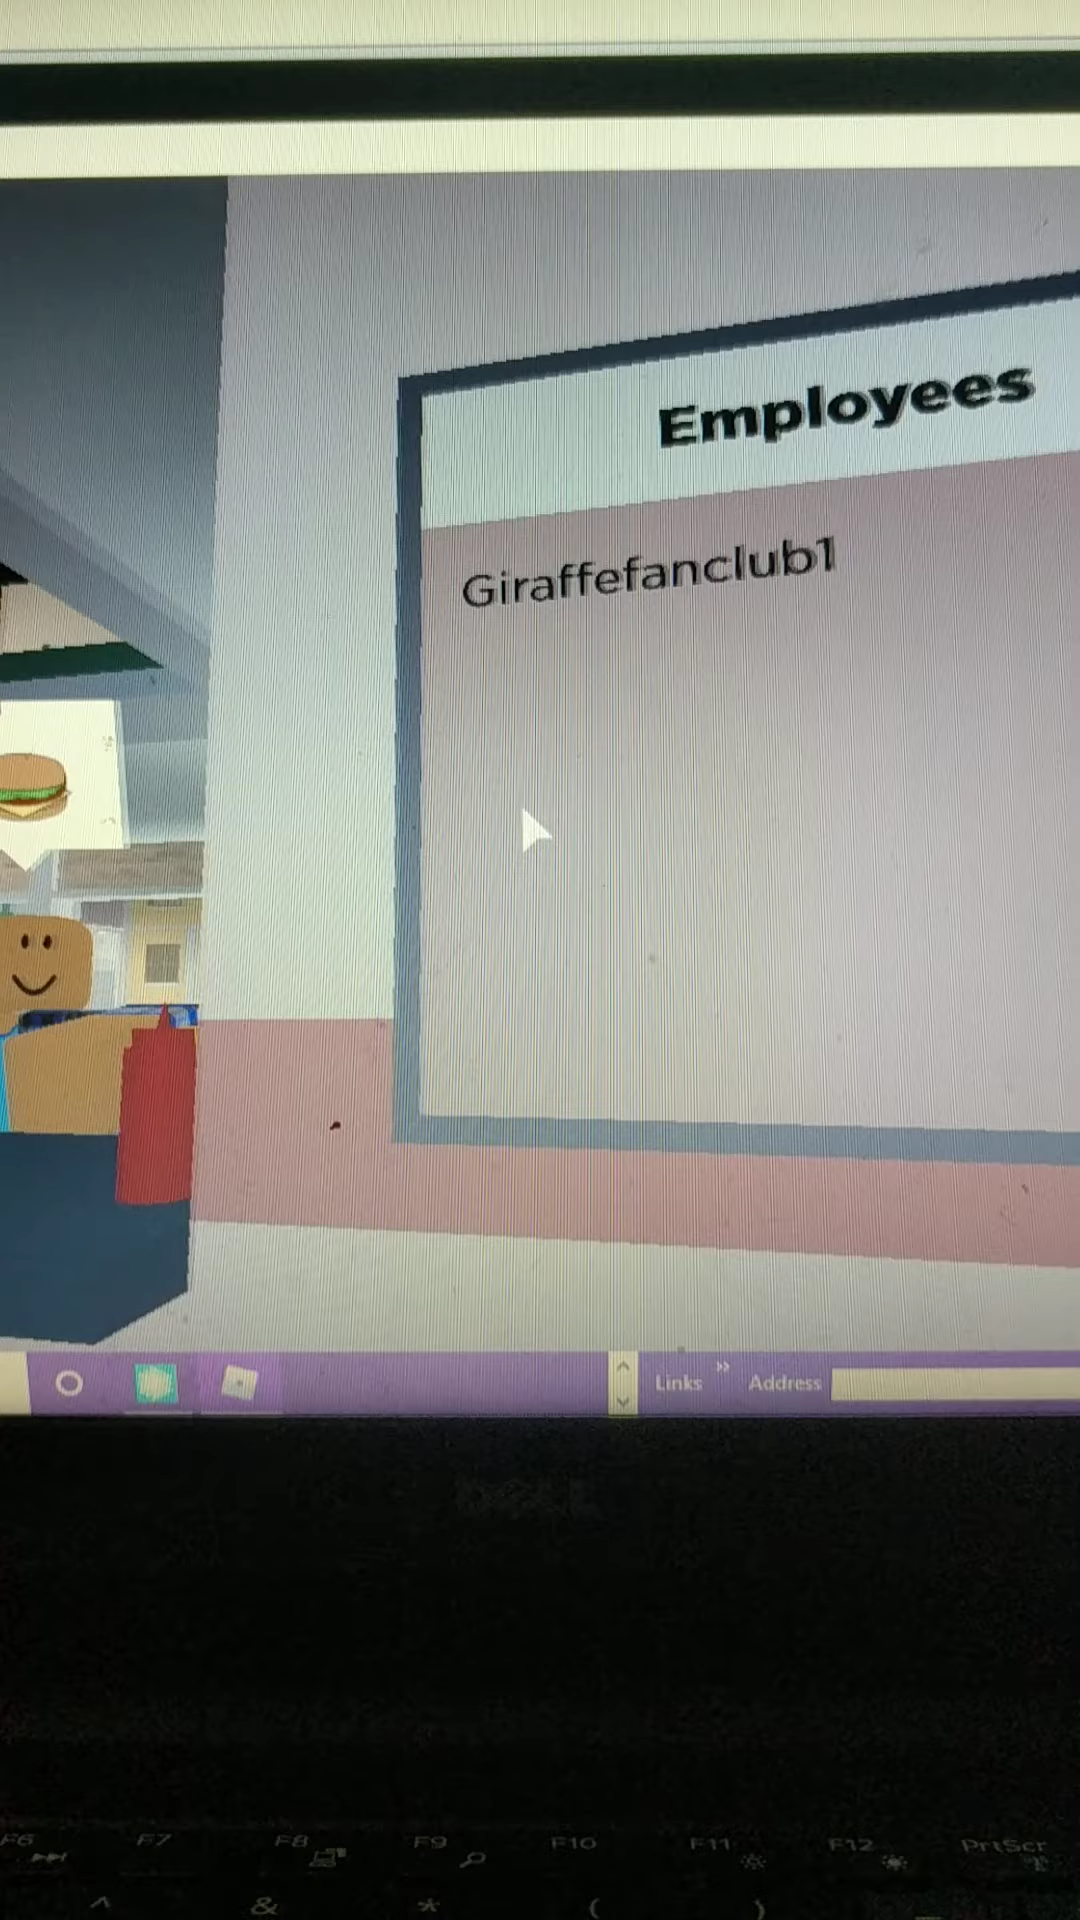 Employees
Giraffefanclub1
Links
Address
F6
F7
F8
F9
F10
F11
F12
PrtScr
^
&
*
(
)